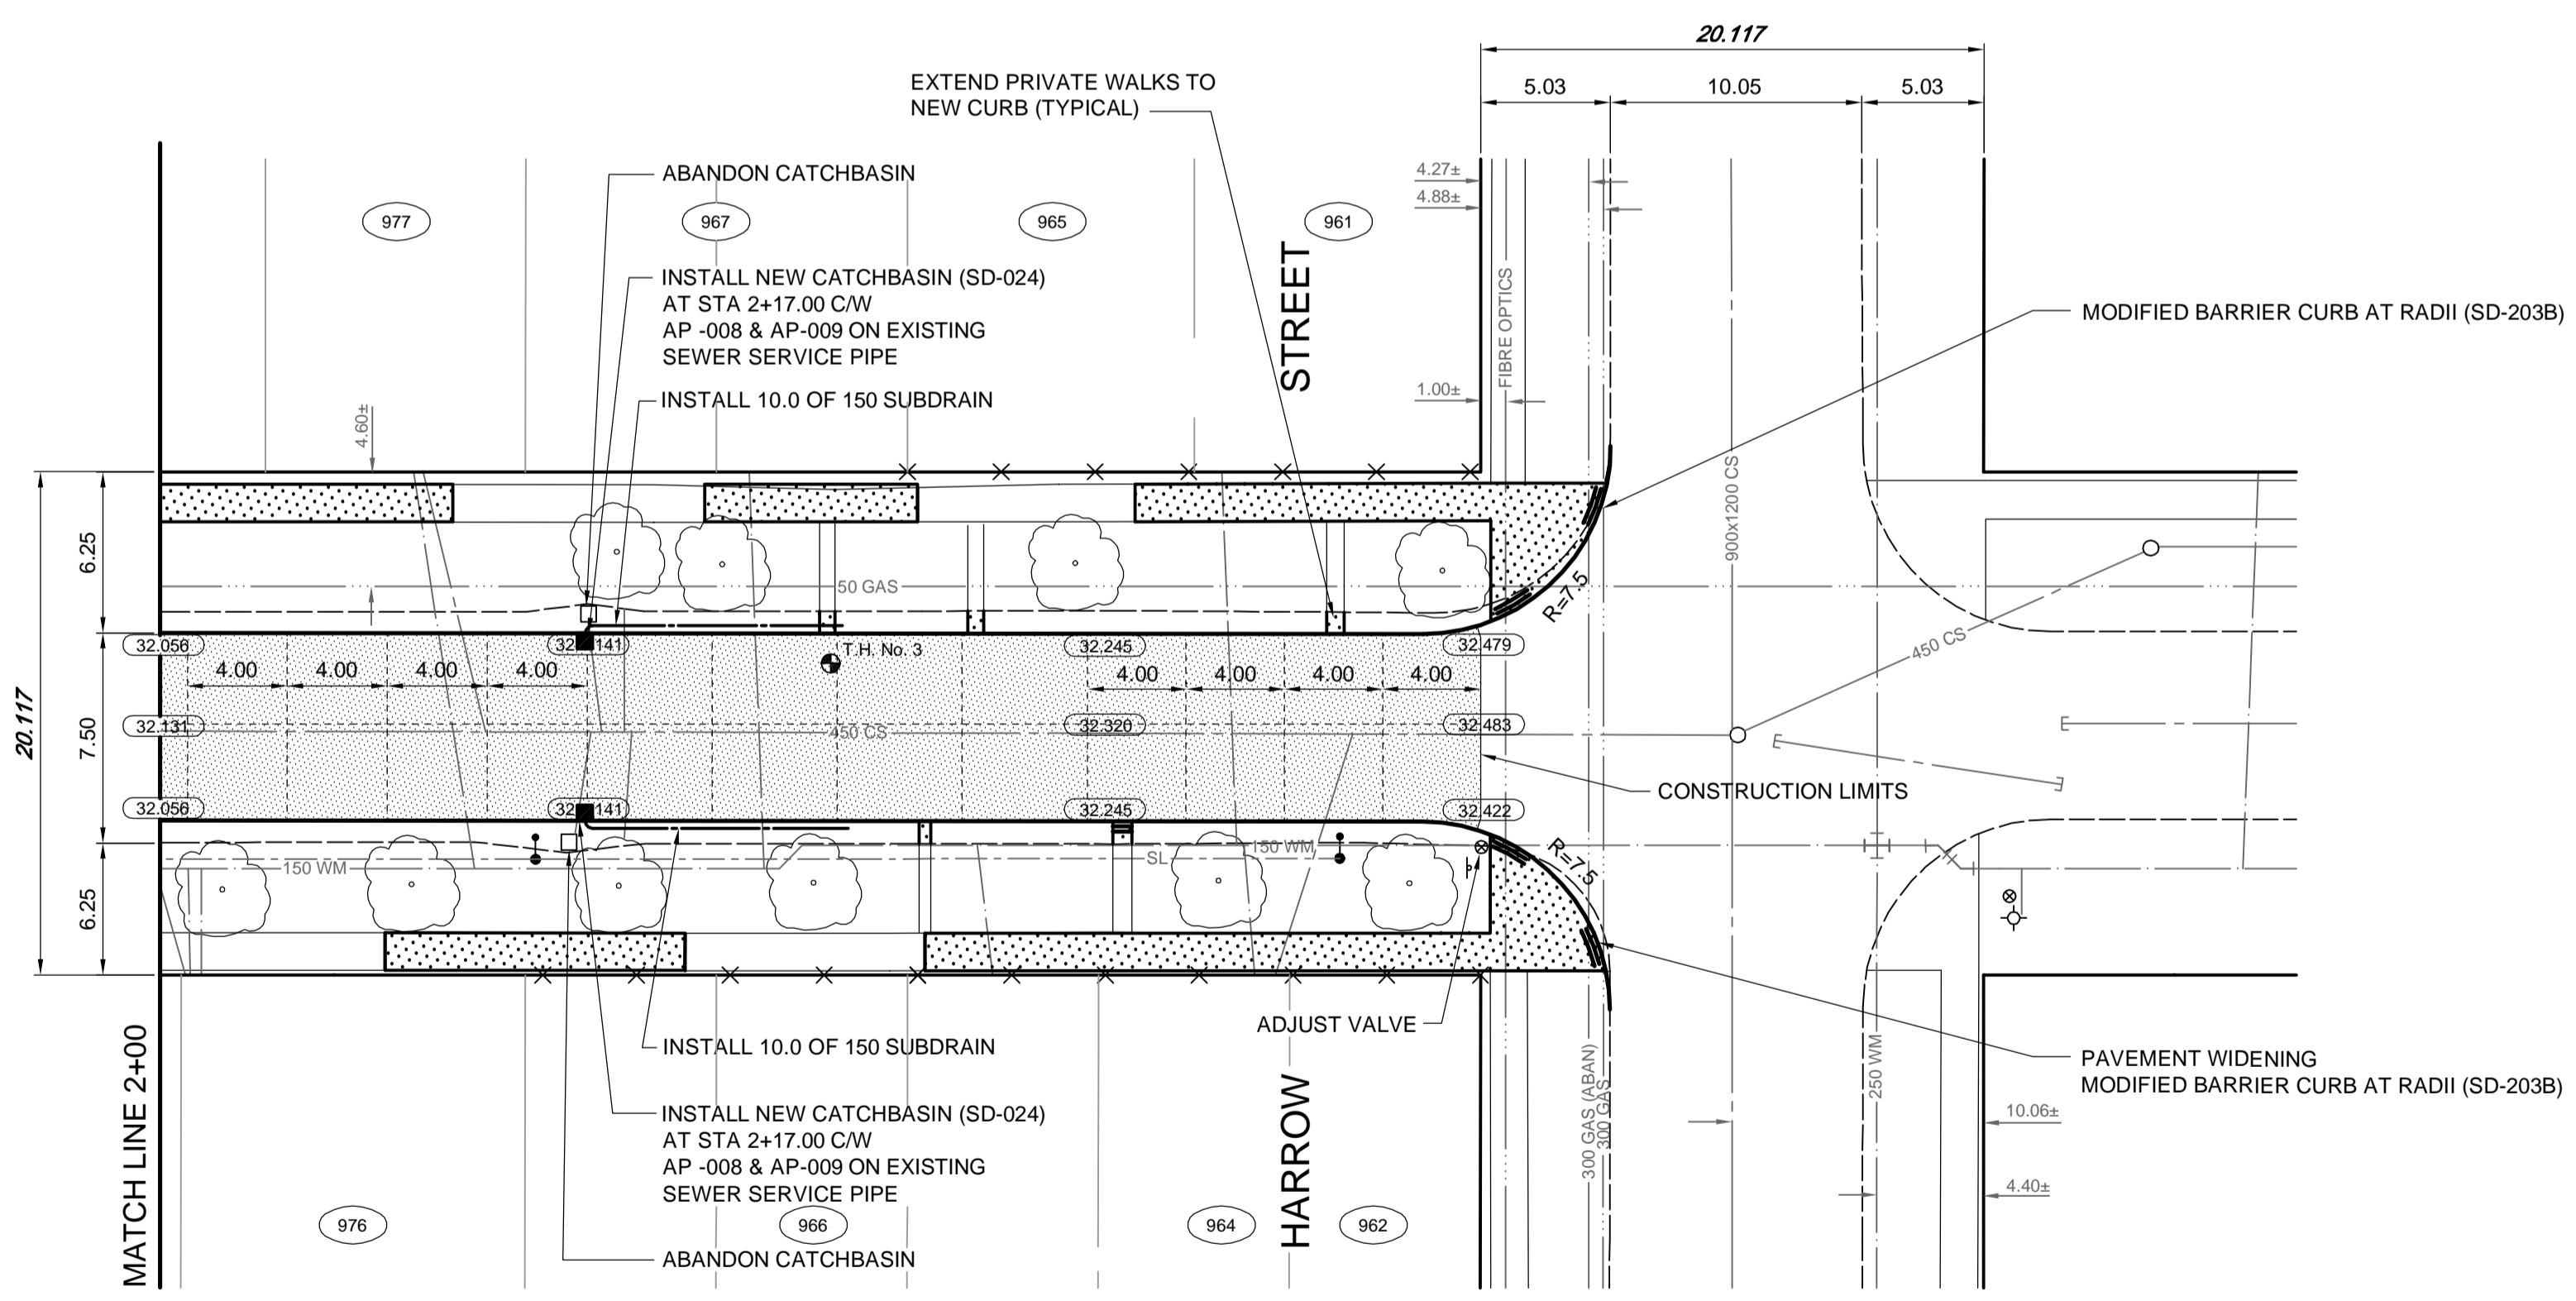 20.117
5.03
10.05
5.03
EXTEND PRIVATE WALKS TO
NEW CURB (TYPICAL)
ABANDON CATCHBASIN
4.27±
4.88±
977
967
965
961
INSTALL NEW CATCHBASIN (SD-024)
AT STA 2+17.00 C/W
AP -008 & AP-009 ON EXISTING
SEWER SERVICE PIPE
STREET
FIBRE OPTICS
MODIFIED BARRIER CURB AT RADII (SD-203B)
INSTALL 10.0 OF 150 SUBDRAIN
1.00±
4.60±
900x1200 CS
6.25
50 GAS
R=7.5
32.056
141
T.H. No. 3
32.245
32.479
450 CS
4.00
4.00
4.00
4.00
4.00
4.00
4.00
4.00
20.117
7.50
32.131
450 CS
32.320
32.483
CONSTRUCTION LIMITS
32.056
141
32.245
32.422
R=7.5
6.25
150 WM
SL
150 WM
ADJUST VALVE
MATCH LINE 2+00
INSTALL 10.0 OF 150 SUBDRAIN
HARROW
300 GAS (ABAN)
300 GAS
250 WM
PAVEMENT WIDENING
MODIFIED BARRIER CURB AT RADII (SD-203B)
INSTALL NEW CATCHBASIN (SD-024)
AT STA 2+17.00 C/W
AP -008 & AP-009 ON EXISTING
SEWER SERVICE PIPE
10.06±
4.40±
976
966
964
962
ABANDON CATCHBASIN